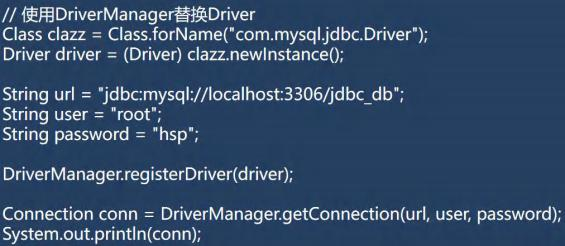 // 使用DriverManager替换Driver
Class clazz = Class.forName("com.mysql.jdbc.Driver");
Driver driver = (Driver) clazz.newInstance();
String url = "jdbc:mysql://localhost:3306/jdbc_db";
String user = "root";
String password = "hsp";
DriverManager.registerDriver(driver);
Connection conn = DriverManager.getConnection(url, user, password);
System.out.println(conn);